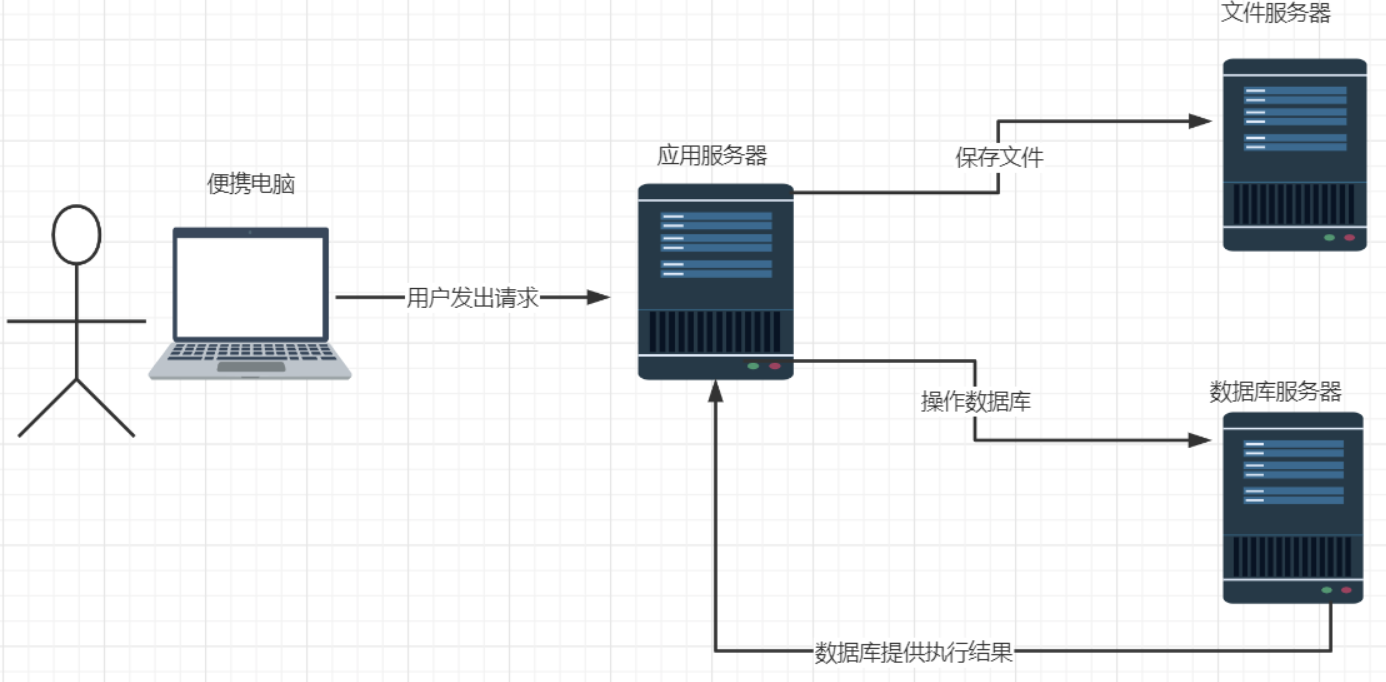 文件服务器
应用服务器
保存文件
便携电脑
用户发出请求
数据库服务器
操作数据库
数据库提供执行结果